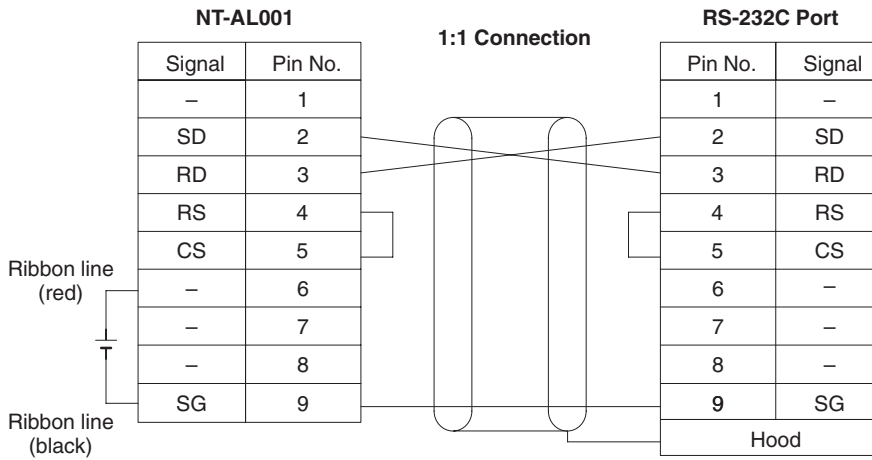 NT-AL001
1:1 Connection
RS-232C Port
Signal Pin No.
– 1
SD 2
RD 3
RS 4
CS 5
– 6
– 7
– 8
SG 9
Ribbon line
(red)
Ribbon line
(black)
Pin No. Signal
1 –
2 SD
3 RD
4 RS
5 CS
6 –
7 –
8 –
9 SG
Hood